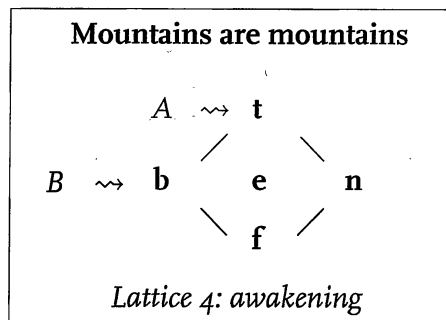 Mountains are mountains
A ⇝ t
B ⇝ b e n
f
Lattice 4: awakening